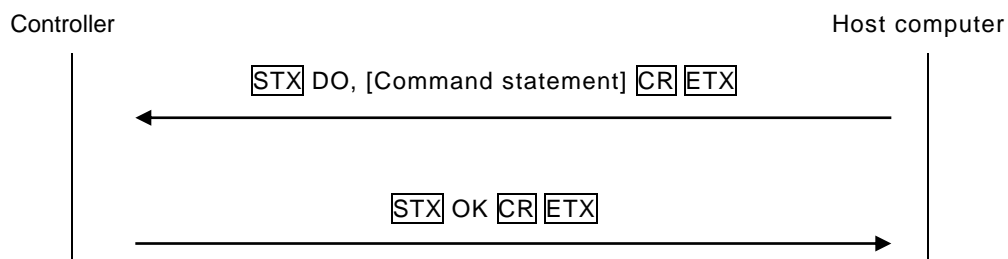 Controller Host computer
STX DO, [Command statement] CR ETX
STX OK CR ETX